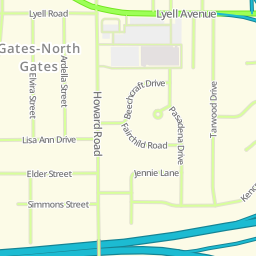 Lyell Road
Lyell Avenue
Gates-North
Gates
Elvira Street
Ardella Street
Howard Road
Beechcraft Drive
Fairchild Road
Pasadena Drive
Tarwood Drive
Lisa Ann Drive
Elder Street
Jennie Lane
Simmons Street